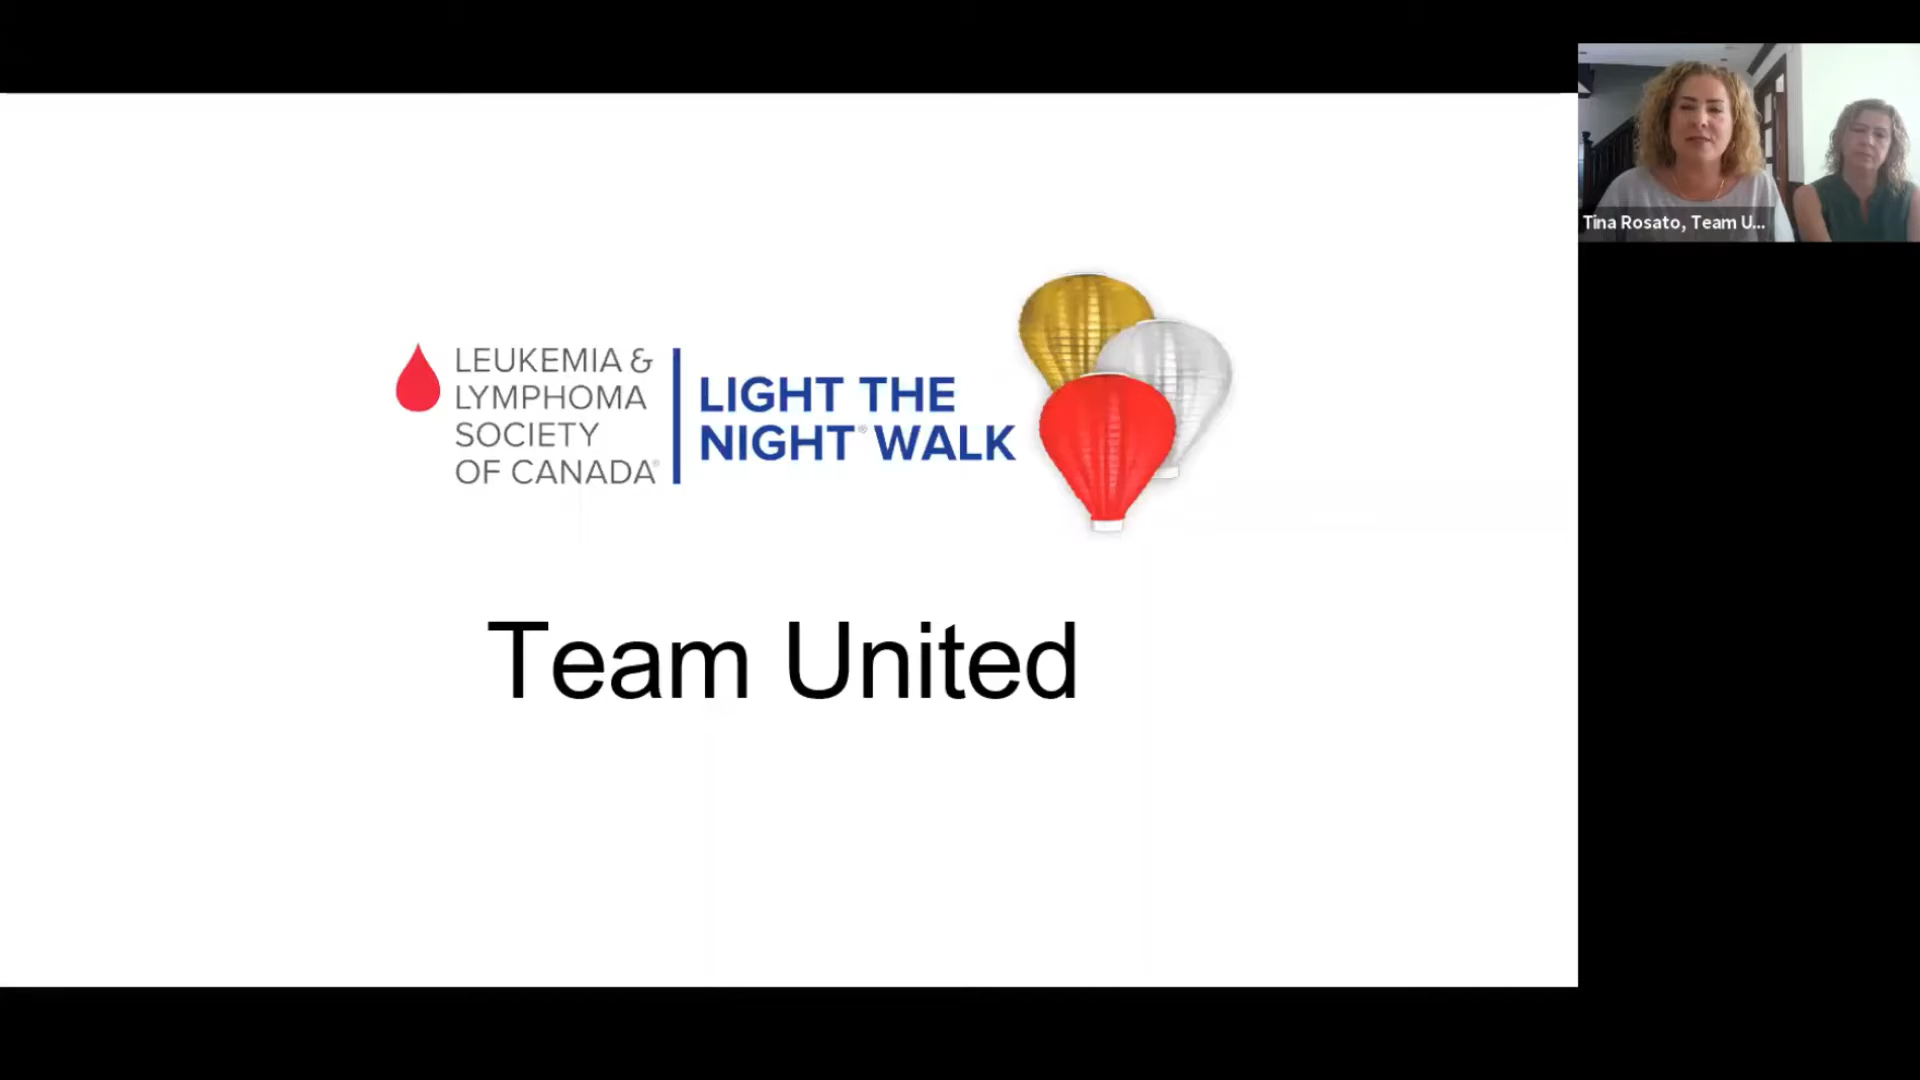 LEUKEMIA &
LYMPHOMA
SOCIETY
OF CANADA®
LIGHT THE
NIGHT® WALK
Team United
Tina Rosato, Team U...